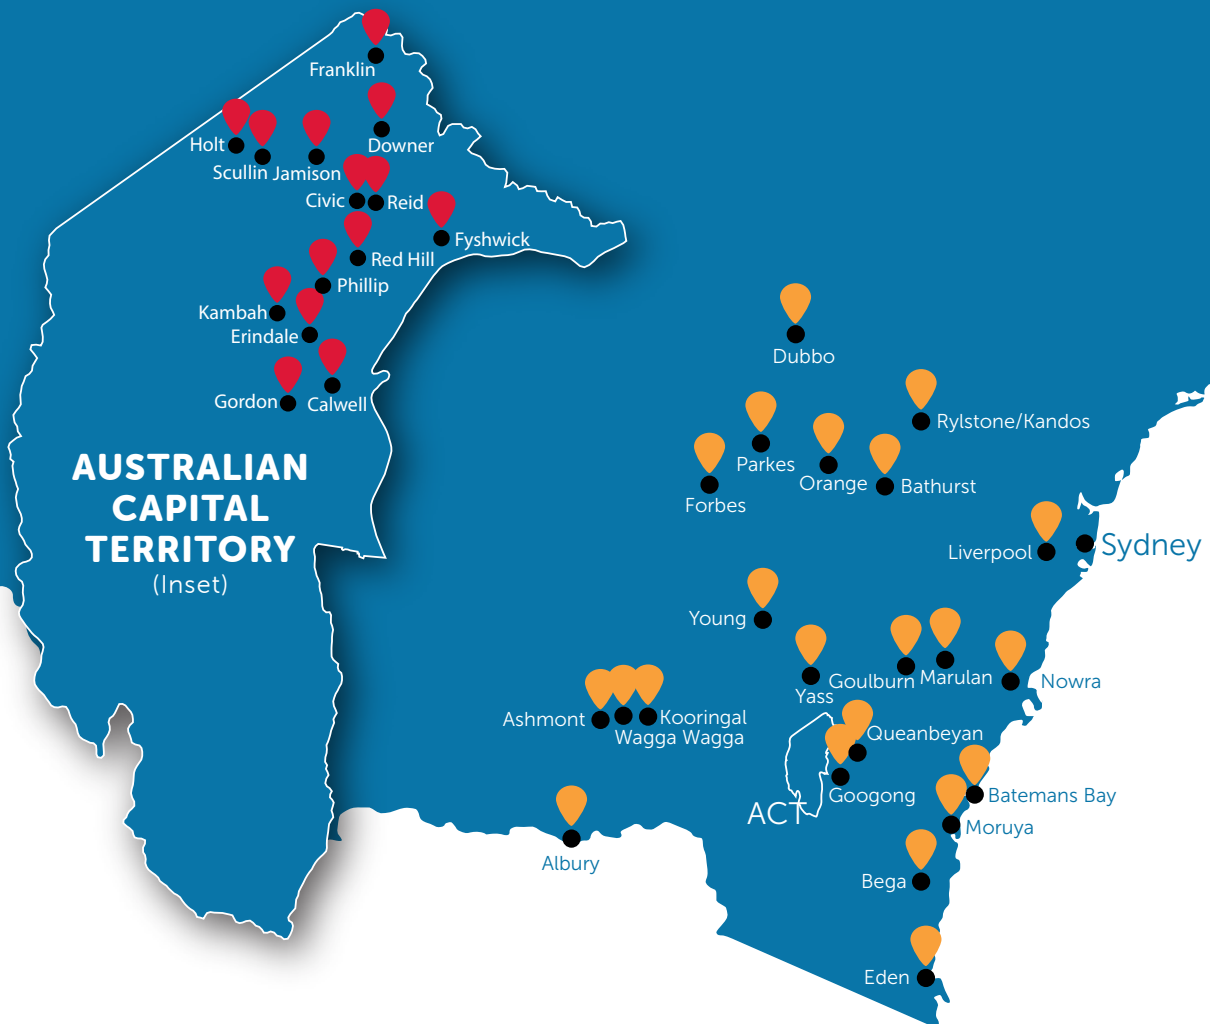 Franklin
Downer
Holt
Scullin
Jamison
Civic
Reid
Fyshwick
Red Hill
Phillip
Kambah
Erindale
Gordon
Calwell
AUSTRALIAN
CAPITAL
TERRITORY
(Inset)
Dubbo
Rylstone/Kandos
Parkes
Orange
Bathurst
Forbes
Liverpool
Sydney
Young
Yass
Goulburn
Marulan
Nowra
Ashmont
Kooringal
Wagga Wagga
Queanbeyan
Googong
ACT
Batemans Bay
Moruya
Albury
Bega
Eden